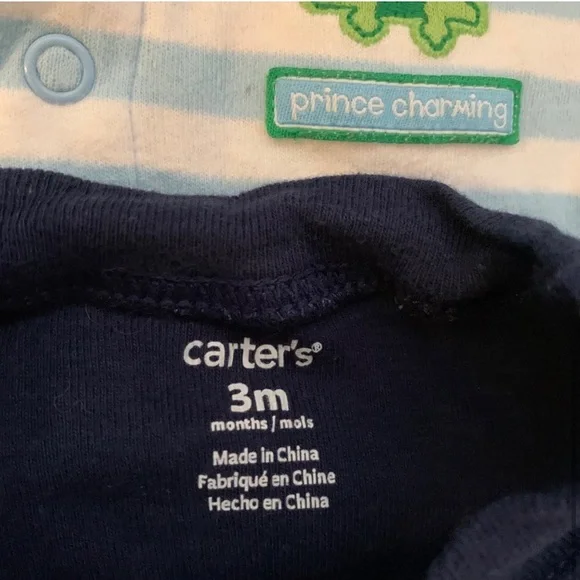 prince charming
carter's®
3m
months / mois
Made in China
Fabriqué en Chine
Hecho en China